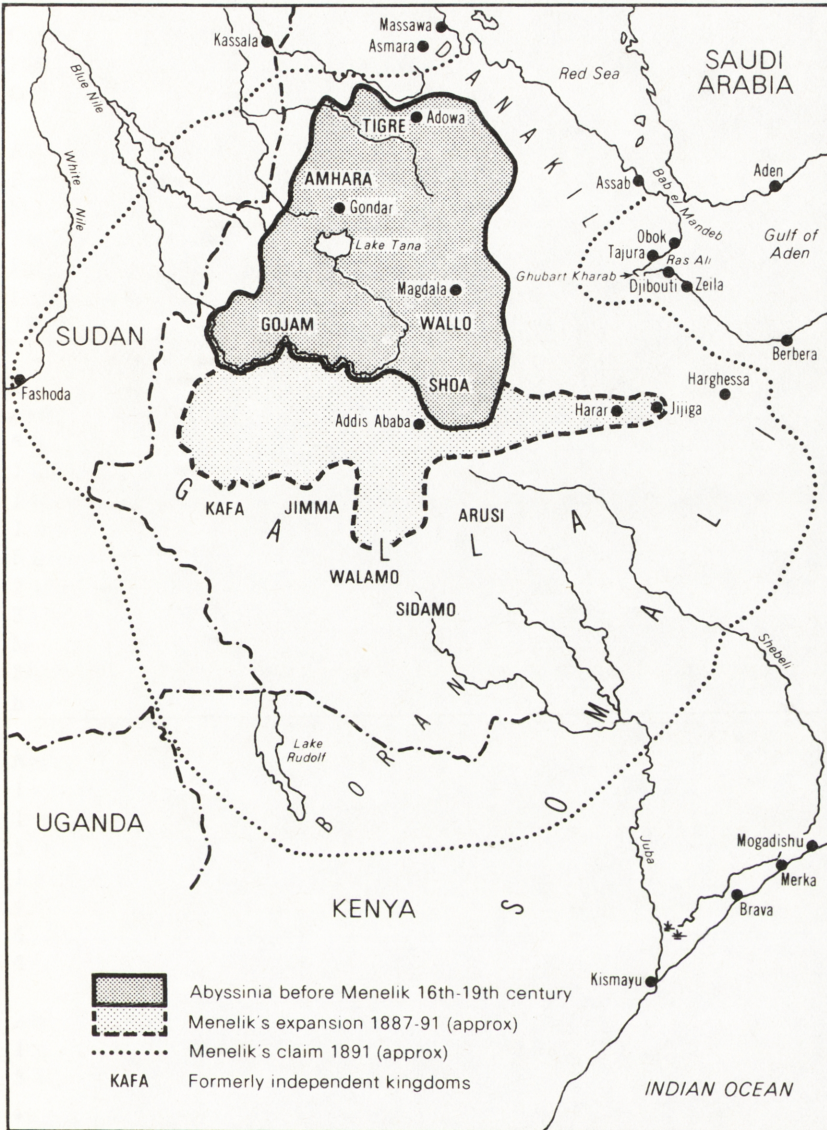 Massawa
Kassala
Asmara
SAUDI
ARABIA
Red Sea
Blue Nile
White Nile
DANAKIL
TIGRE
Adowa
AMHARA
Gondar
Assab
Bab el Mandeb
Aden
Lake Tana
Obok
Tajura
Ras Ali
Gulf of
Aden
Ghubart Kharab
Djibouti
Zeila
Magdala
SUDAN
GOJAM
WALLO
Berbera
Fashoda
SHOA
Harghessa
Addis Ababa
Harar
Jijiga
GALLA
KAFA
JIMMA
ARUSI
WALAMO
SIDAMO
SOMALI
Shebeli
BORAN
Lake
Rudolf
UGANDA
Juba
Mogadishu
Merka
Brava
KENYA
Kismayu
Abyssinia before Menelik 16th-19th century
Menelik's expansion 1887-91 (approx)
Menelik's claim 1891 (approx)
KAFA Formerly independent kingdoms
INDIAN OCEAN